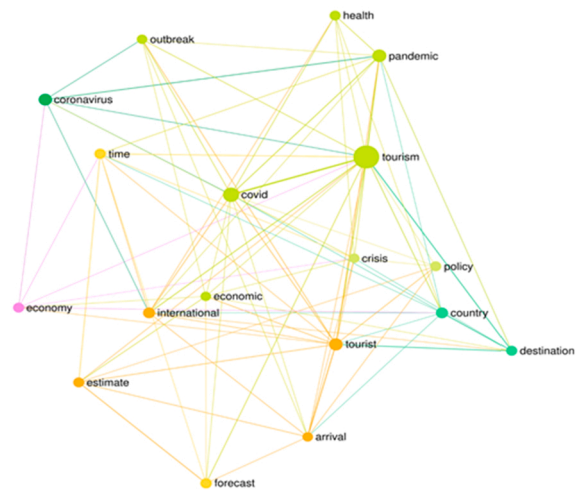 health
outbreak
pandemic
coronavirus
time
tourism
covid
crisis
policy
economic
economy
international
country
tourist
destination
estimate
arrival
forecast